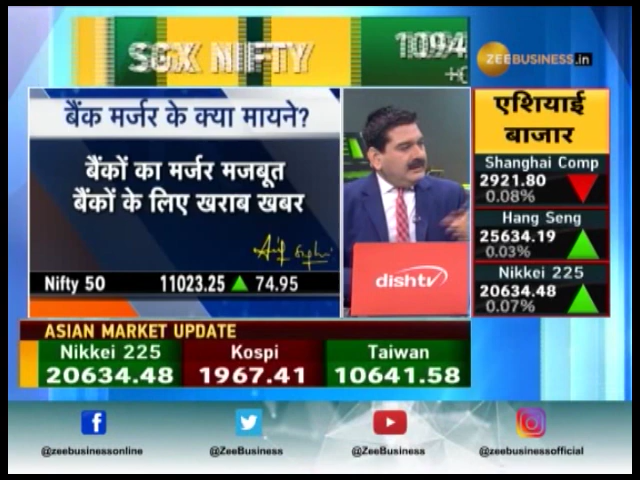 SGX NIFTY
1094
ZEEBUSINESS.in
बैंक मर्जर के क्या मायने?
बैंकों का मर्जर मजबूत
बैंकों के लिए खराब खबर
Nifty 50 11023.25 ▲ 74.95
dishtv
एशियाई
बाजार
Shanghai Comp
2921.80
0.08%
Hang Seng
25634.19
0.03%
Nikkei 225
20634.48
0.07%
ASIAN MARKET UPDATE
Nikkei 225 Kospi Taiwan
20634.48 1967.41 10641.58
@zeebusinessonline @ZeeBusiness @ZeeBusiness @zeebusinessofficial